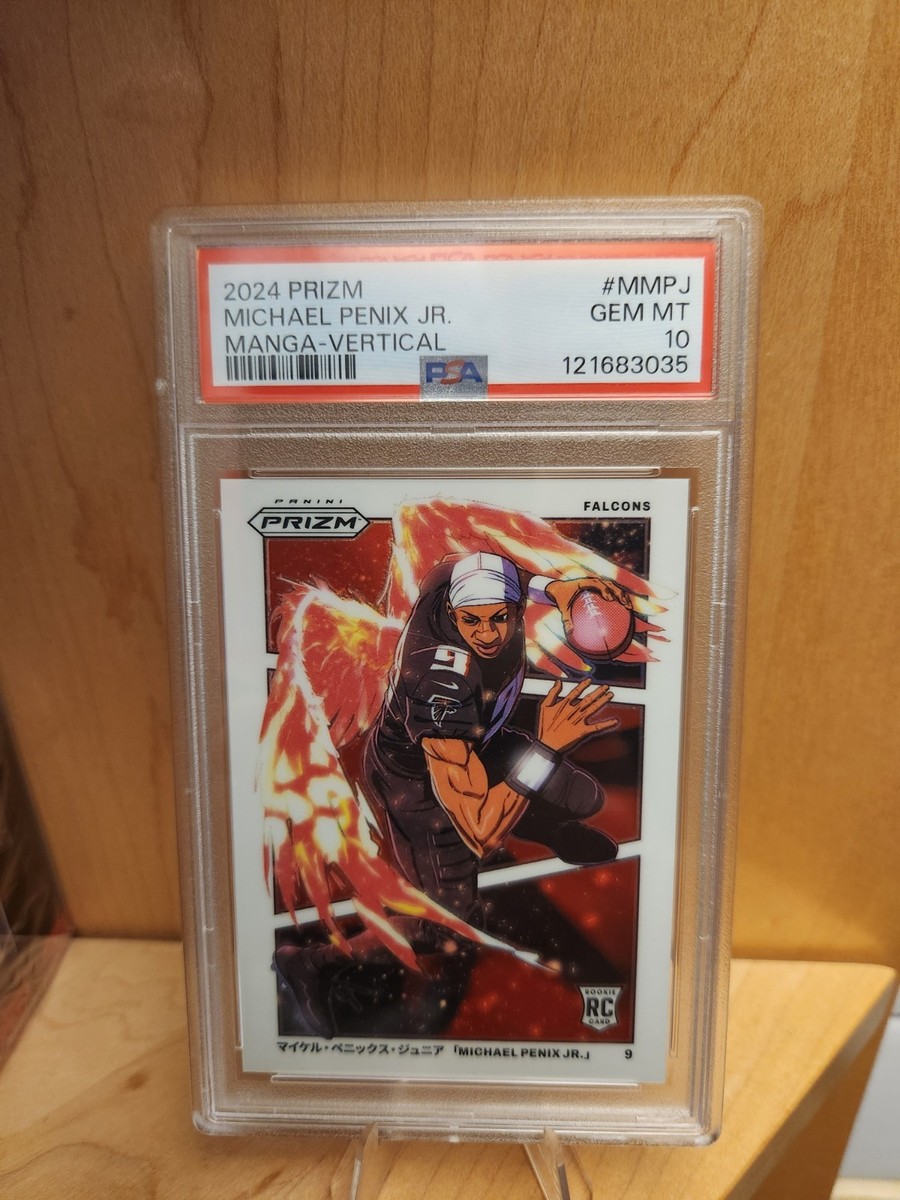 2024 PRIZM #MMPJ
MICHAEL PENIX JR. GEM MT
MANGA-VERTICAL 10
PSA 121683035
PANINI
PRIZM
FALCONS
9
ROOKIE
RC
CARD
マイケル・ペニックス・ジュニア 「MICHAEL PENIX JR.」 9